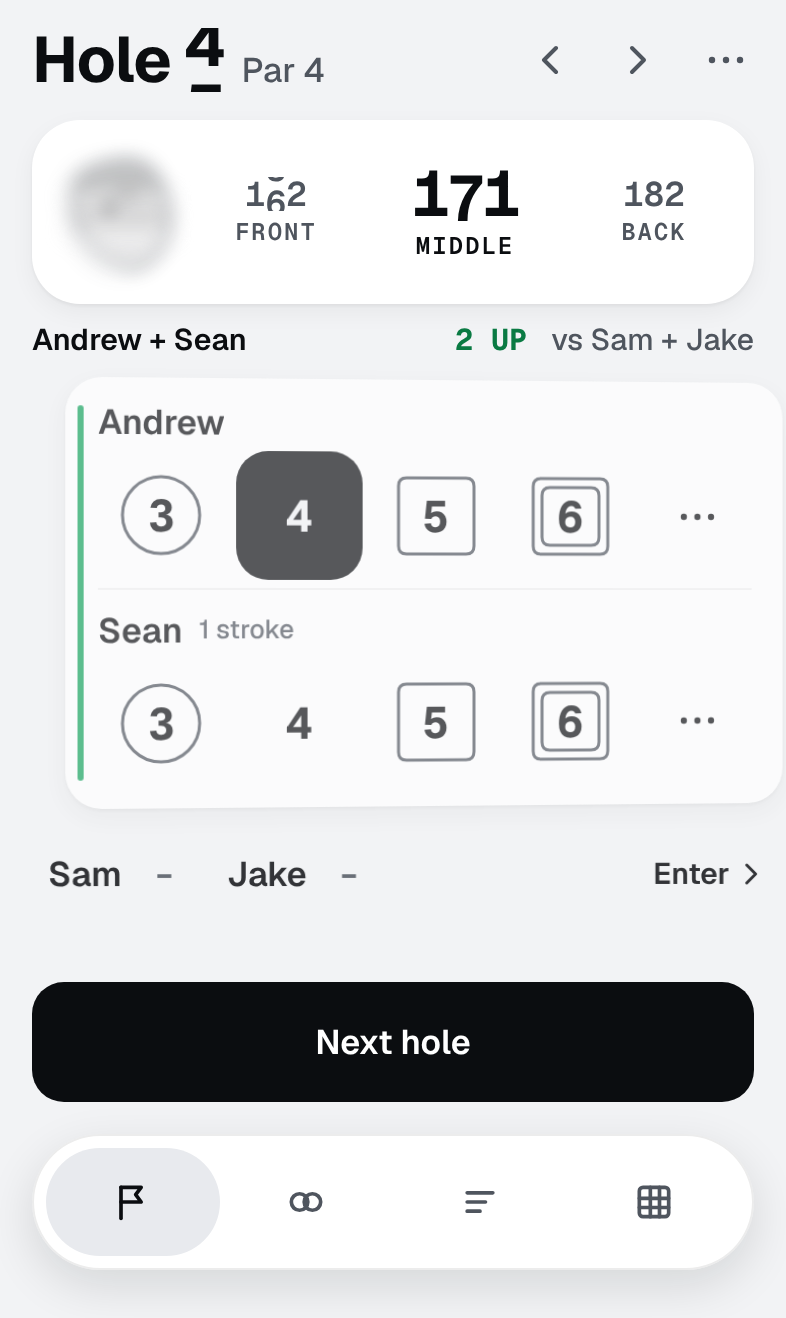 Hole 4 Par 4
171 182
FRONT MIDDLE BACK
Andrew + Sean 2 UP vs Sam + Jake
Andrew
3 4 5 6 ...
Sean 1 stroke
3 4 5 6 ...
Sam - Jake - Enter
Next hole